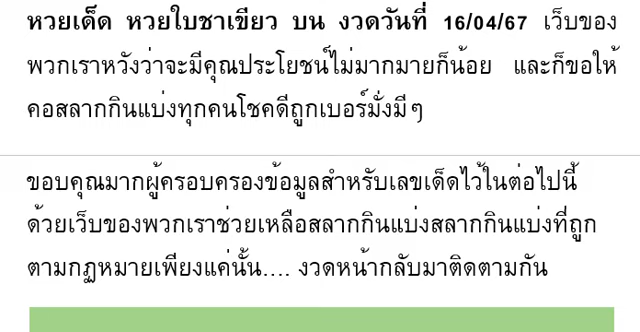 หวยเด็ด หวยใบชาเขียว บน งวดวันที่ 16/04/67 เว็บของ
พวกเราหวังว่าจะมีคุณประโยชน์ไม่มากมายก็น้อย และก็ขอให้
คอสลากกินแบ่งทุกคนโชคดีถูกเบอร์มั่งมีๆ
ขอบคุณมากผู้ครอบครองข้อมูลสำหรับเลขเด็ดไว้ในต่อไปนี้
ด้วยเว็บของพวกเราช่วยเหลือสลากกินแบ่งสลากกินแบ่งที่ถูก
ตามกฏหมายเพียงแค่นั้น.... งวดหน้ากลับมาติดตามกัน